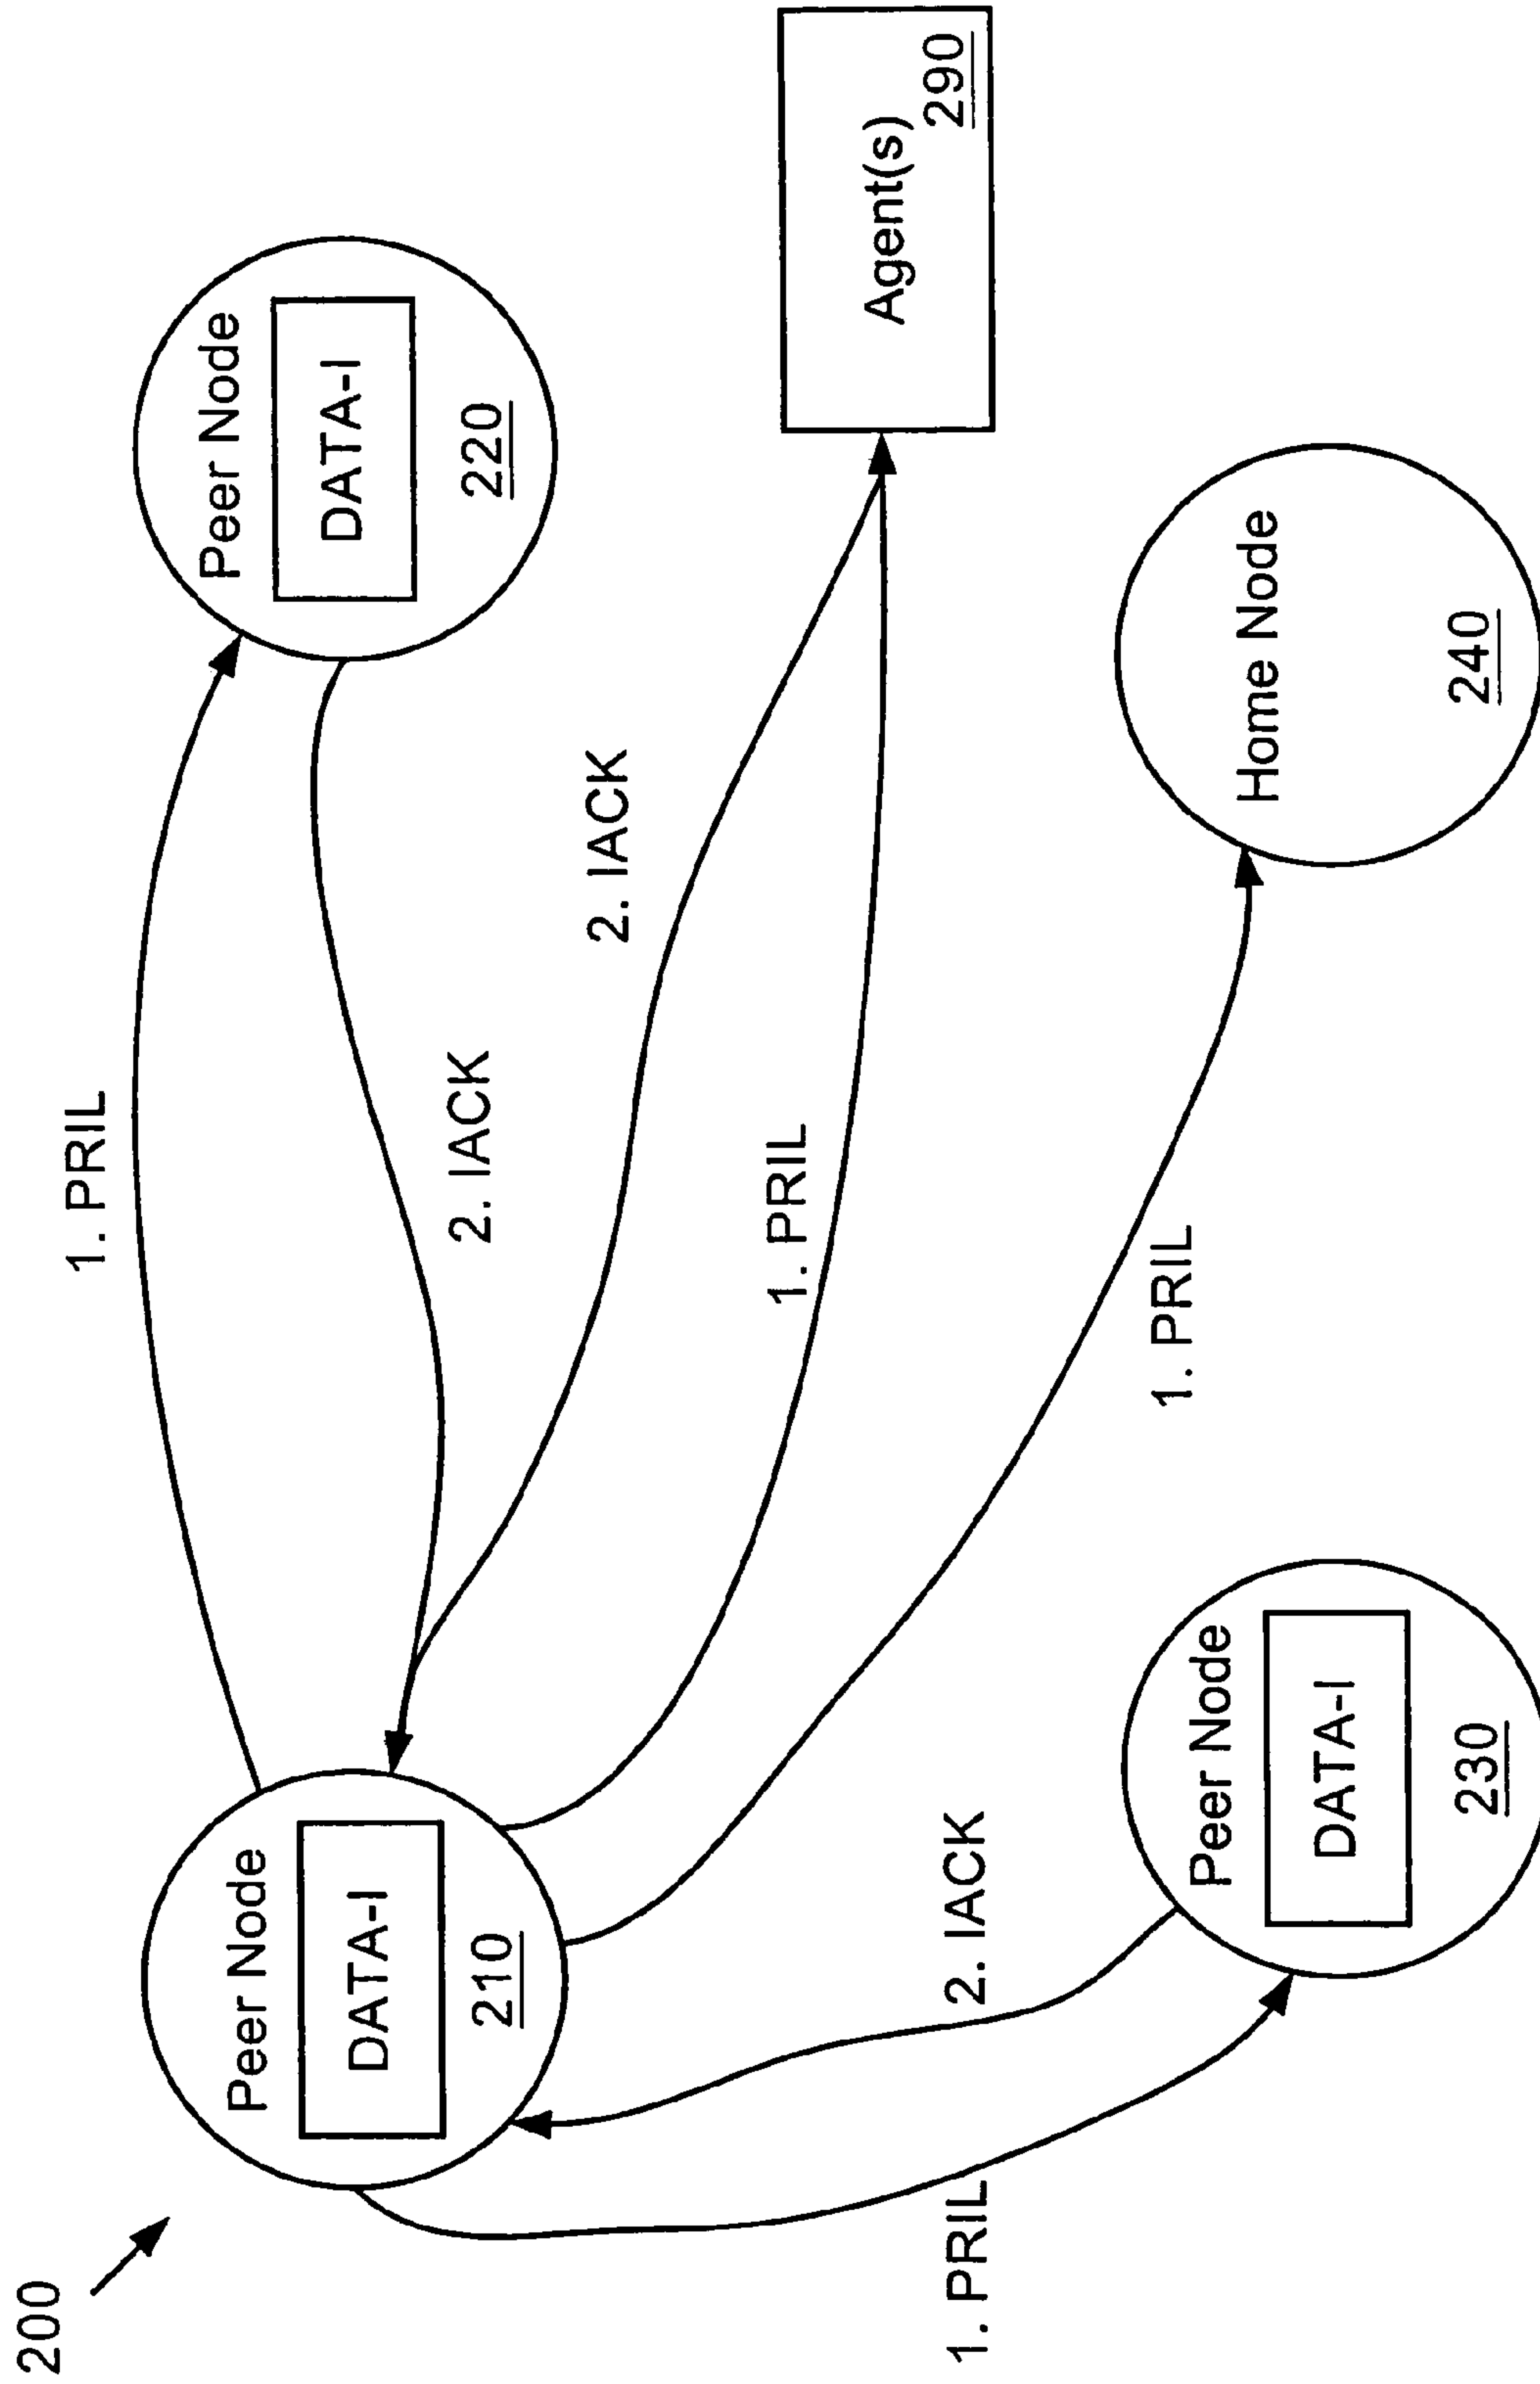 200
1. PRIL
Peer Node
DATA-I
210
Peer Node
DATA-I
220
2. IACK
2. IACK
1. PRIL
Agent(s)
290
1. PRIL
2. IACK
1. PRIL
Peer Node
DATA-I
230
Home Node
240